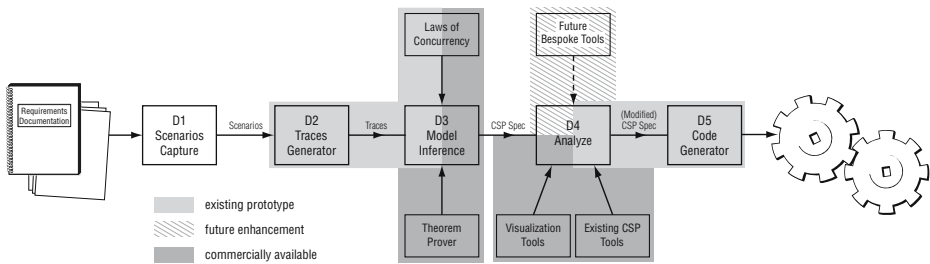 Laws of
Concurrency
Future
Bespoke Tools
Requirements
Documentation
D1
Scenarios
Capture
Scenarios
D2
Traces
Generator
Traces
D3
Model
Inference
CSP Spec
D4
Analyze
(Modified)
CSP Spec
D5
Code
Generator
Theorem
Prover
Visualization
Tools
Existing CSP
Tools
existing prototype
future enhancement
commercially available